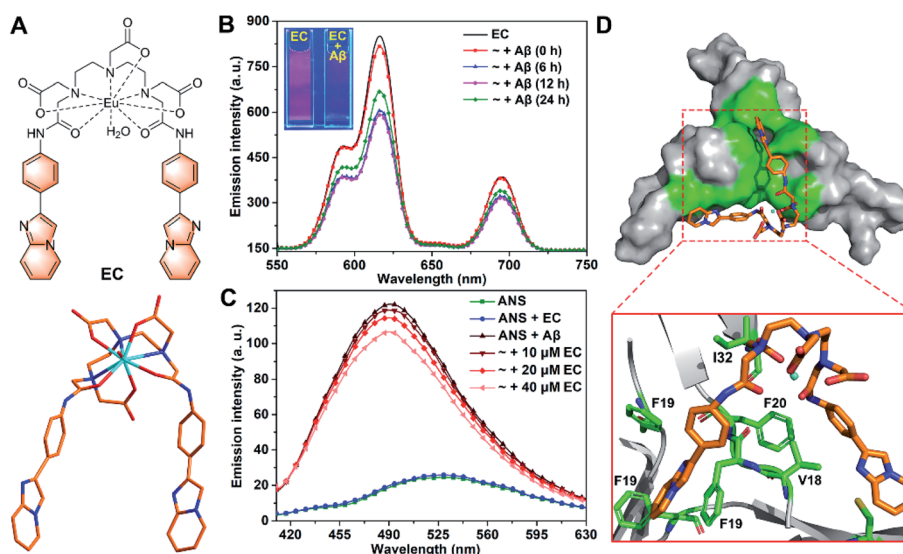 A
O
O
O
O
O
O
N
N
N
Eu
O
O
H₂O
NH
HN
N
N
N
N
EC
B
Emission intensity (a.u.)
900
750
600
450
300
150
550
600
650
700
750
Wavelength (nm)
EC
EC
+
Aβ
EC
~ + Aβ (0 h)
~ + Aβ (6 h)
~ + Aβ (12 h)
~ + Aβ (24 h)
C
Emission intensity (a.u.)
120
100
80
60
40
20
0
420
455
490
525
560
595
630
Wavelength (nm)
ANS
ANS + EC
ANS + Aβ
~ + 10 μM EC
~ + 20 μM EC
~ + 40 μM EC
D
I32
F19
F20
V18
F19
F19